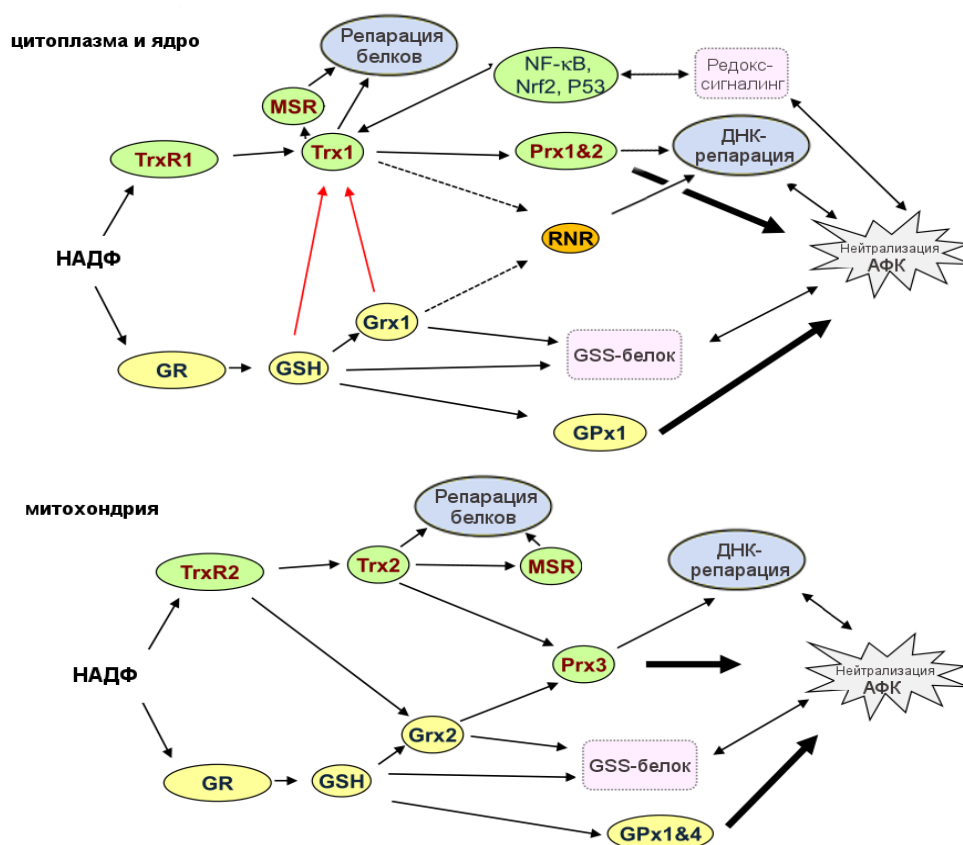 цитоплазма и ядро
Репарация
белков
NF-κB,
Nrf2, P53
Редокс-
сигналинг
MSR
TrxR1
Trx1
Prx1&2
ДНК-
репарация
НАДФ
RNR
Нейтрализация
АФК
Grx1
GR
GSH
GSS-белок
GPx1
митохондрия
Репарация
белков
TrxR2
Trx2
MSR
ДНК-
репарация
НАДФ
Prx3
Нейтрализация
АФК
Grx2
GR
GSH
GSS-белок
GPx1&4